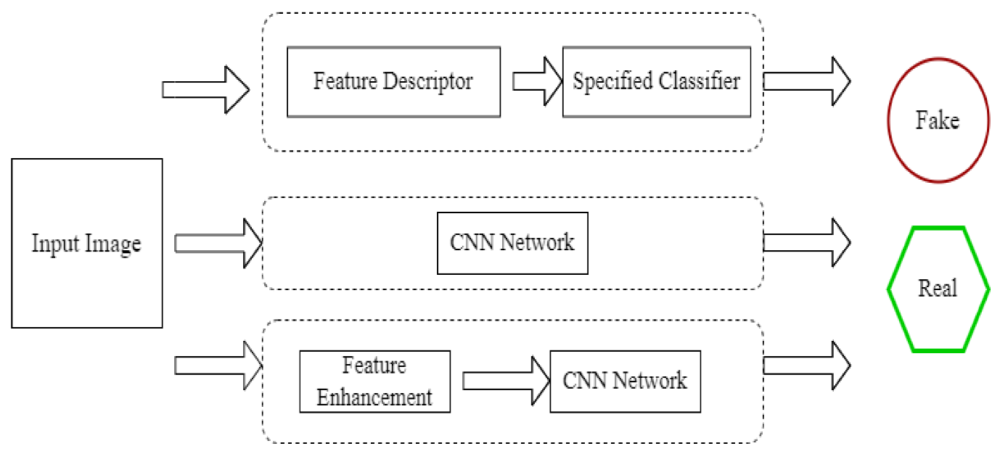 Feature Descriptor
Specified Classifier
Fake
Input Image
CNN Network
Real
Feature
Enhancement
CNN Network